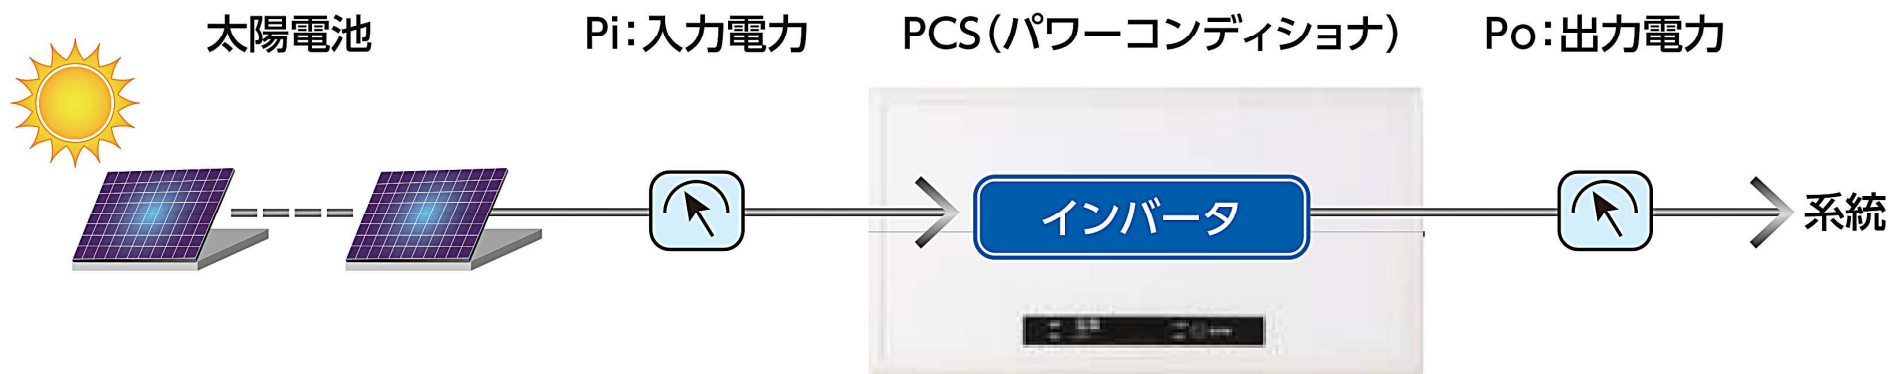 太陽電池
Pi:入力電力
PCS(パワーコンディショナ)
Po:出力電力
インバータ
系統